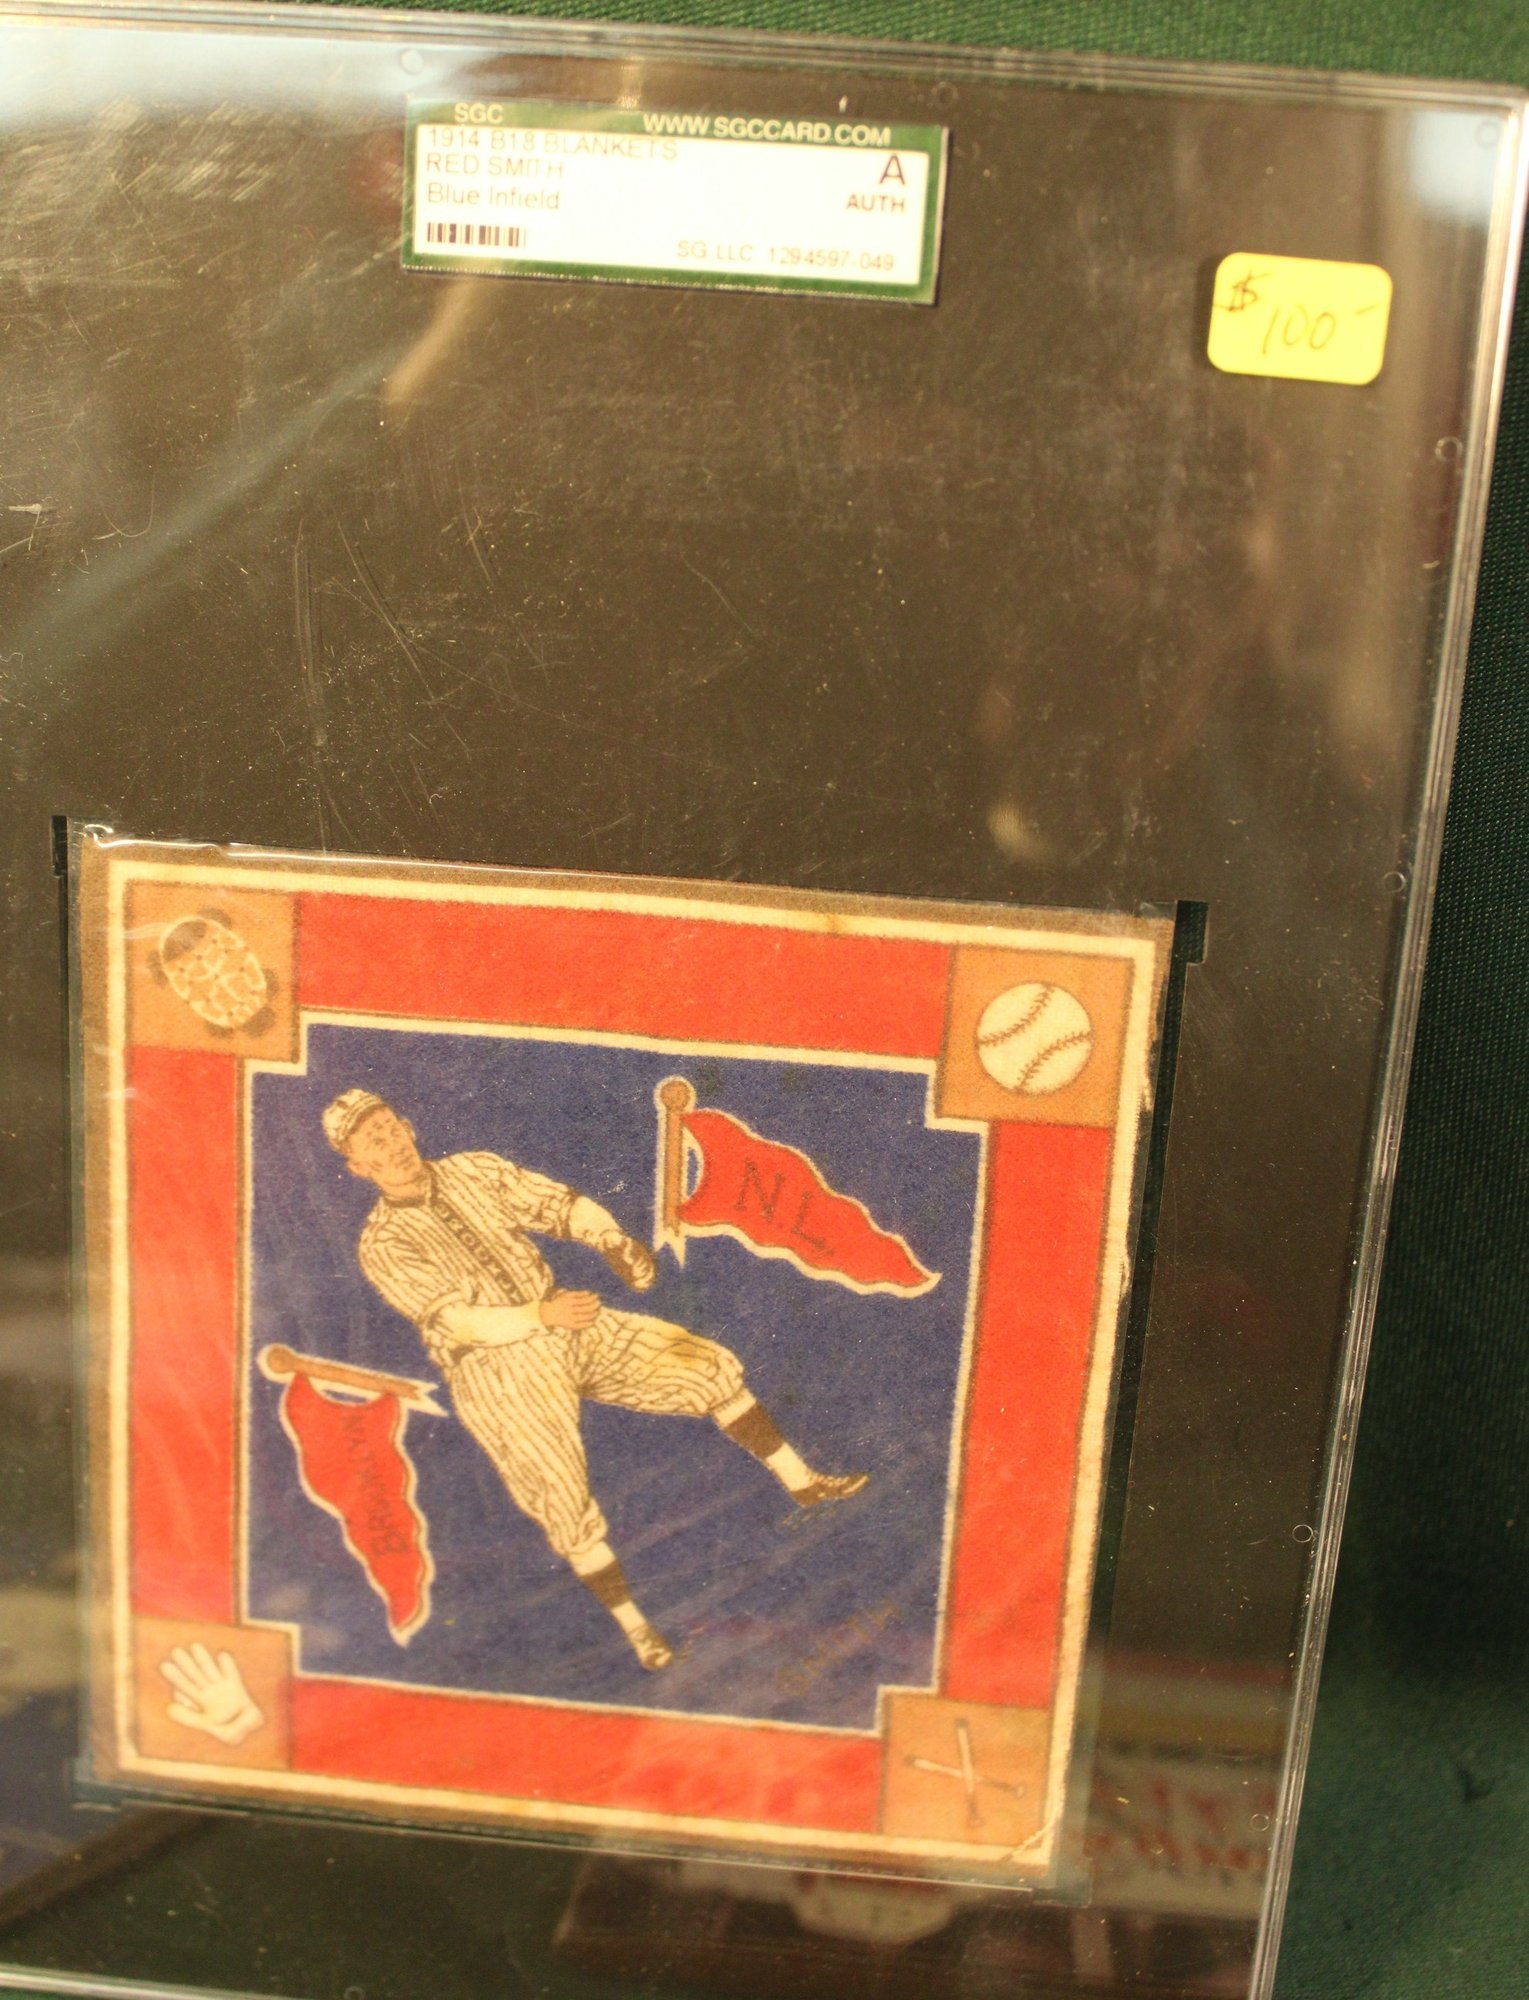 SGC WWW.SGCCARD.COM
1914 B18 BLANKETS
RED SMITH A
Blue Infield AUTH
SG LLC 1294597-049
$100-
N.L.
BROOKLYN
SMITH